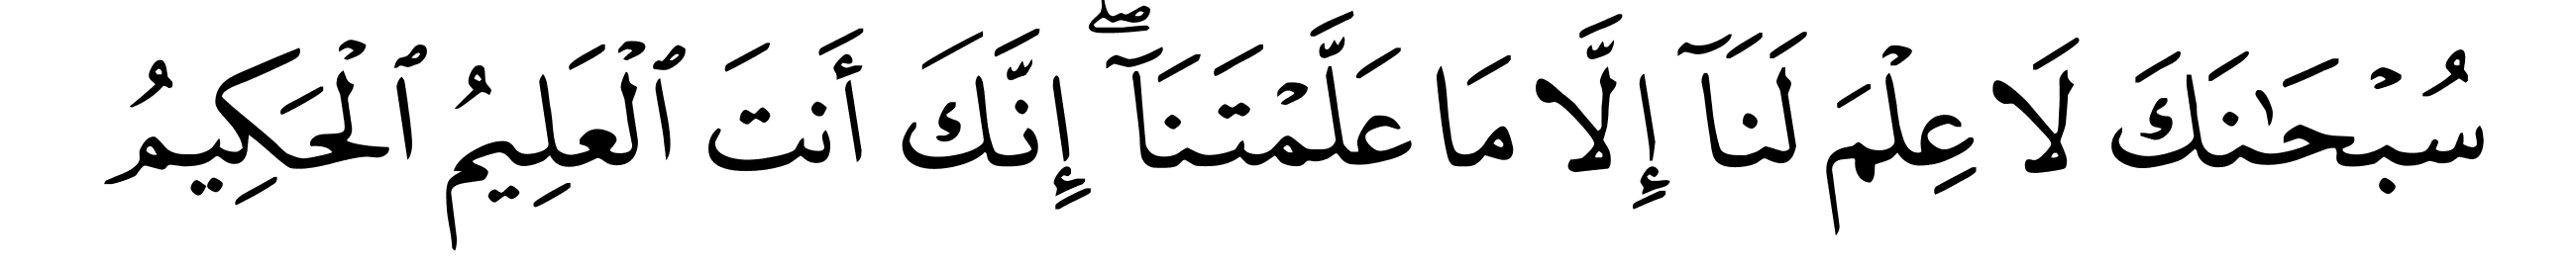 سُبْحَـٰنَكَ لَا عِلْمَ لَنَآ إِلَّا مَا عَلَّمْتَنَآ ۖ إِنَّكَ أَنتَ ٱلْعَلِيمُ ٱلْحَكِيمُ